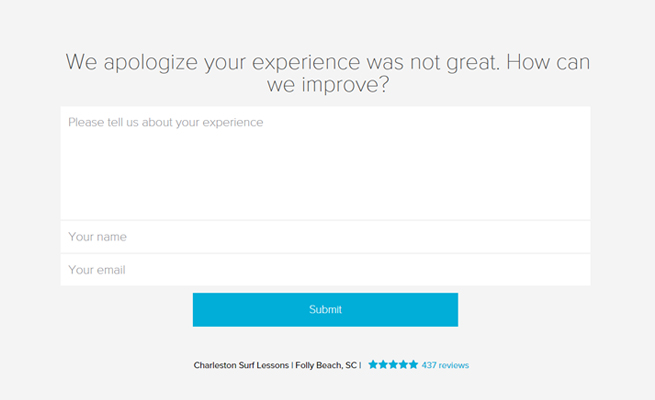 We apologize your experience was not great. How can
we improve?
Please tell us about your experience
Your name
Your email
Submit
Charleston Surf Lessons | Folly Beach, SC | ★★★★★ 437 reviews